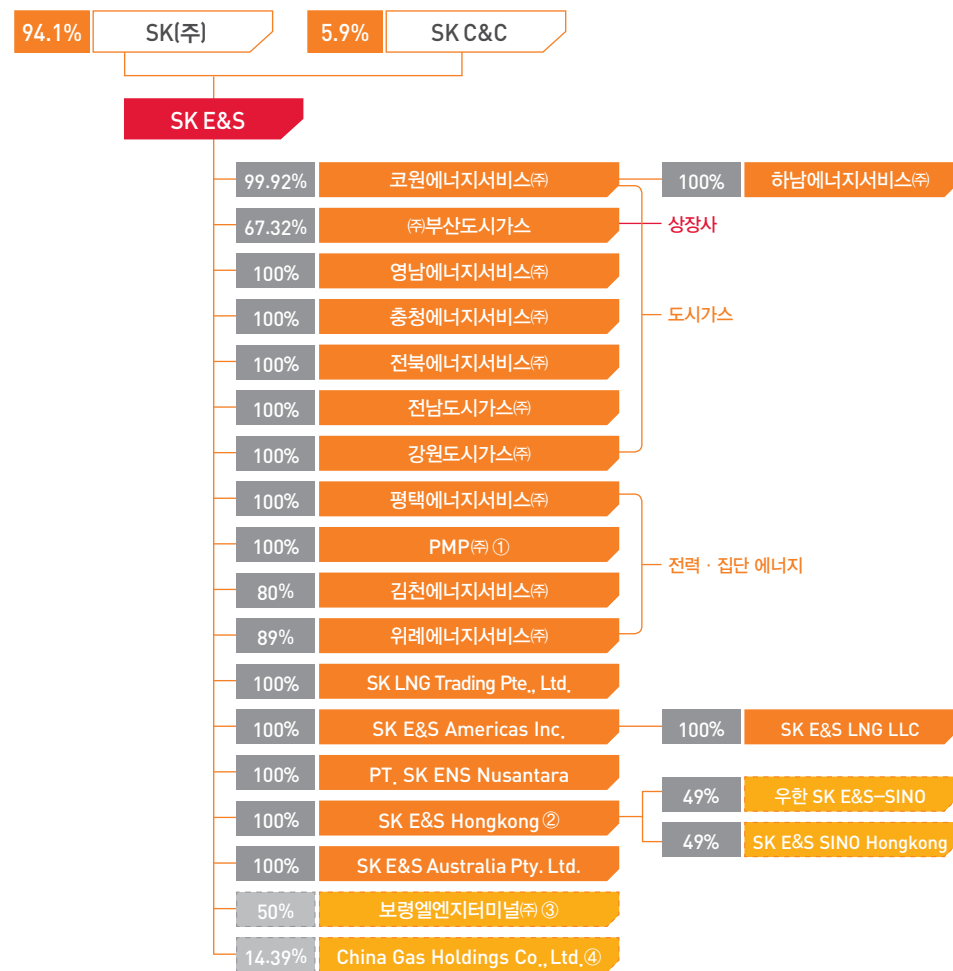 94.1% SK(주) 5.9% SK C&C
SK E&S
99.92% 코원에너지서비스㈜ 100% 하남에너지서비스㈜
67.32% ㈜부산도시가스 상장사
100% 영남에너지서비스㈜
100% 충청에너지서비스㈜ 도시가스
100% 전북에너지서비스㈜
100% 전남도시가스㈜
100% 강원도시가스㈜
100% 평택에너지서비스㈜
100% PMP㈜ ① 전력 · 집단 에너지
80% 김천에너지서비스㈜
89% 위례에너지서비스㈜
100% SK LNG Trading Pte., Ltd.
100% SK E&S Americas Inc. 100% SK E&S LNG LLC
100% PT. SK ENS Nusantara
49% 우한 SK E&S–SINO
100% SK E&S Hongkong ②
49% SK E&S SINO Hongkong
100% SK E&S Australia Pty. Ltd.
50% 보령엘엔지터미널㈜ ③
14.39% China Gas Holdings Co., Ltd.④